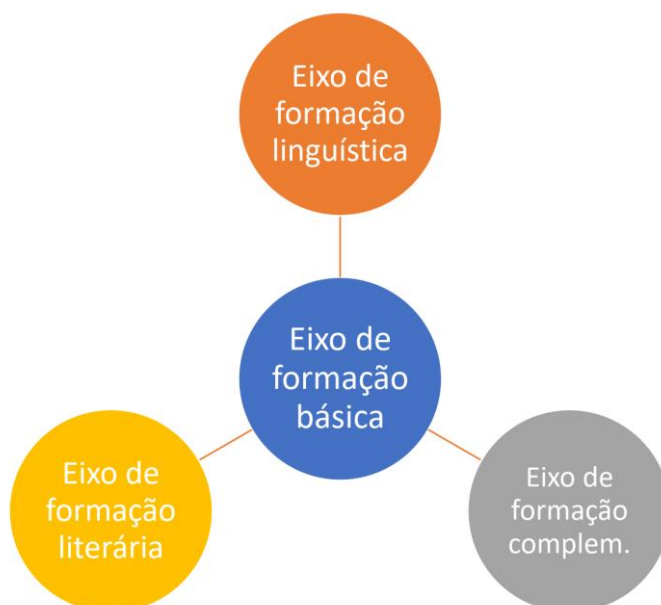 Eixo de
formação
linguística
Eixo de
formação
básica
Eixo de
formação
literária
Eixo de
formação
complem.